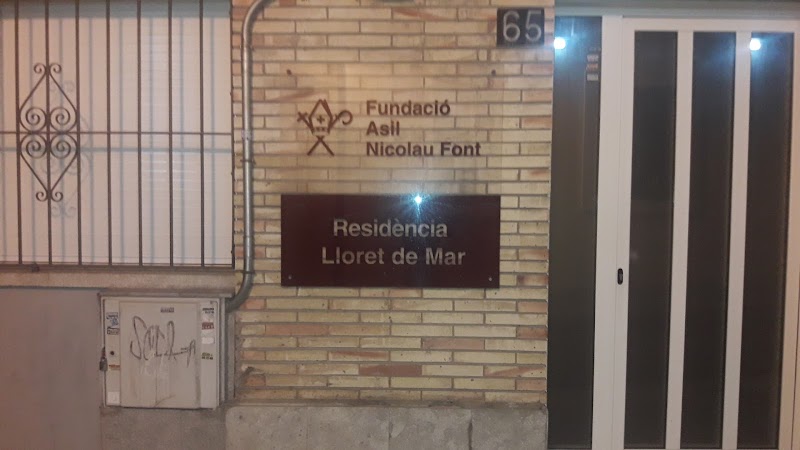 65
Fundació
Asil
Nicolau Font
Residència
Lloret de Mar